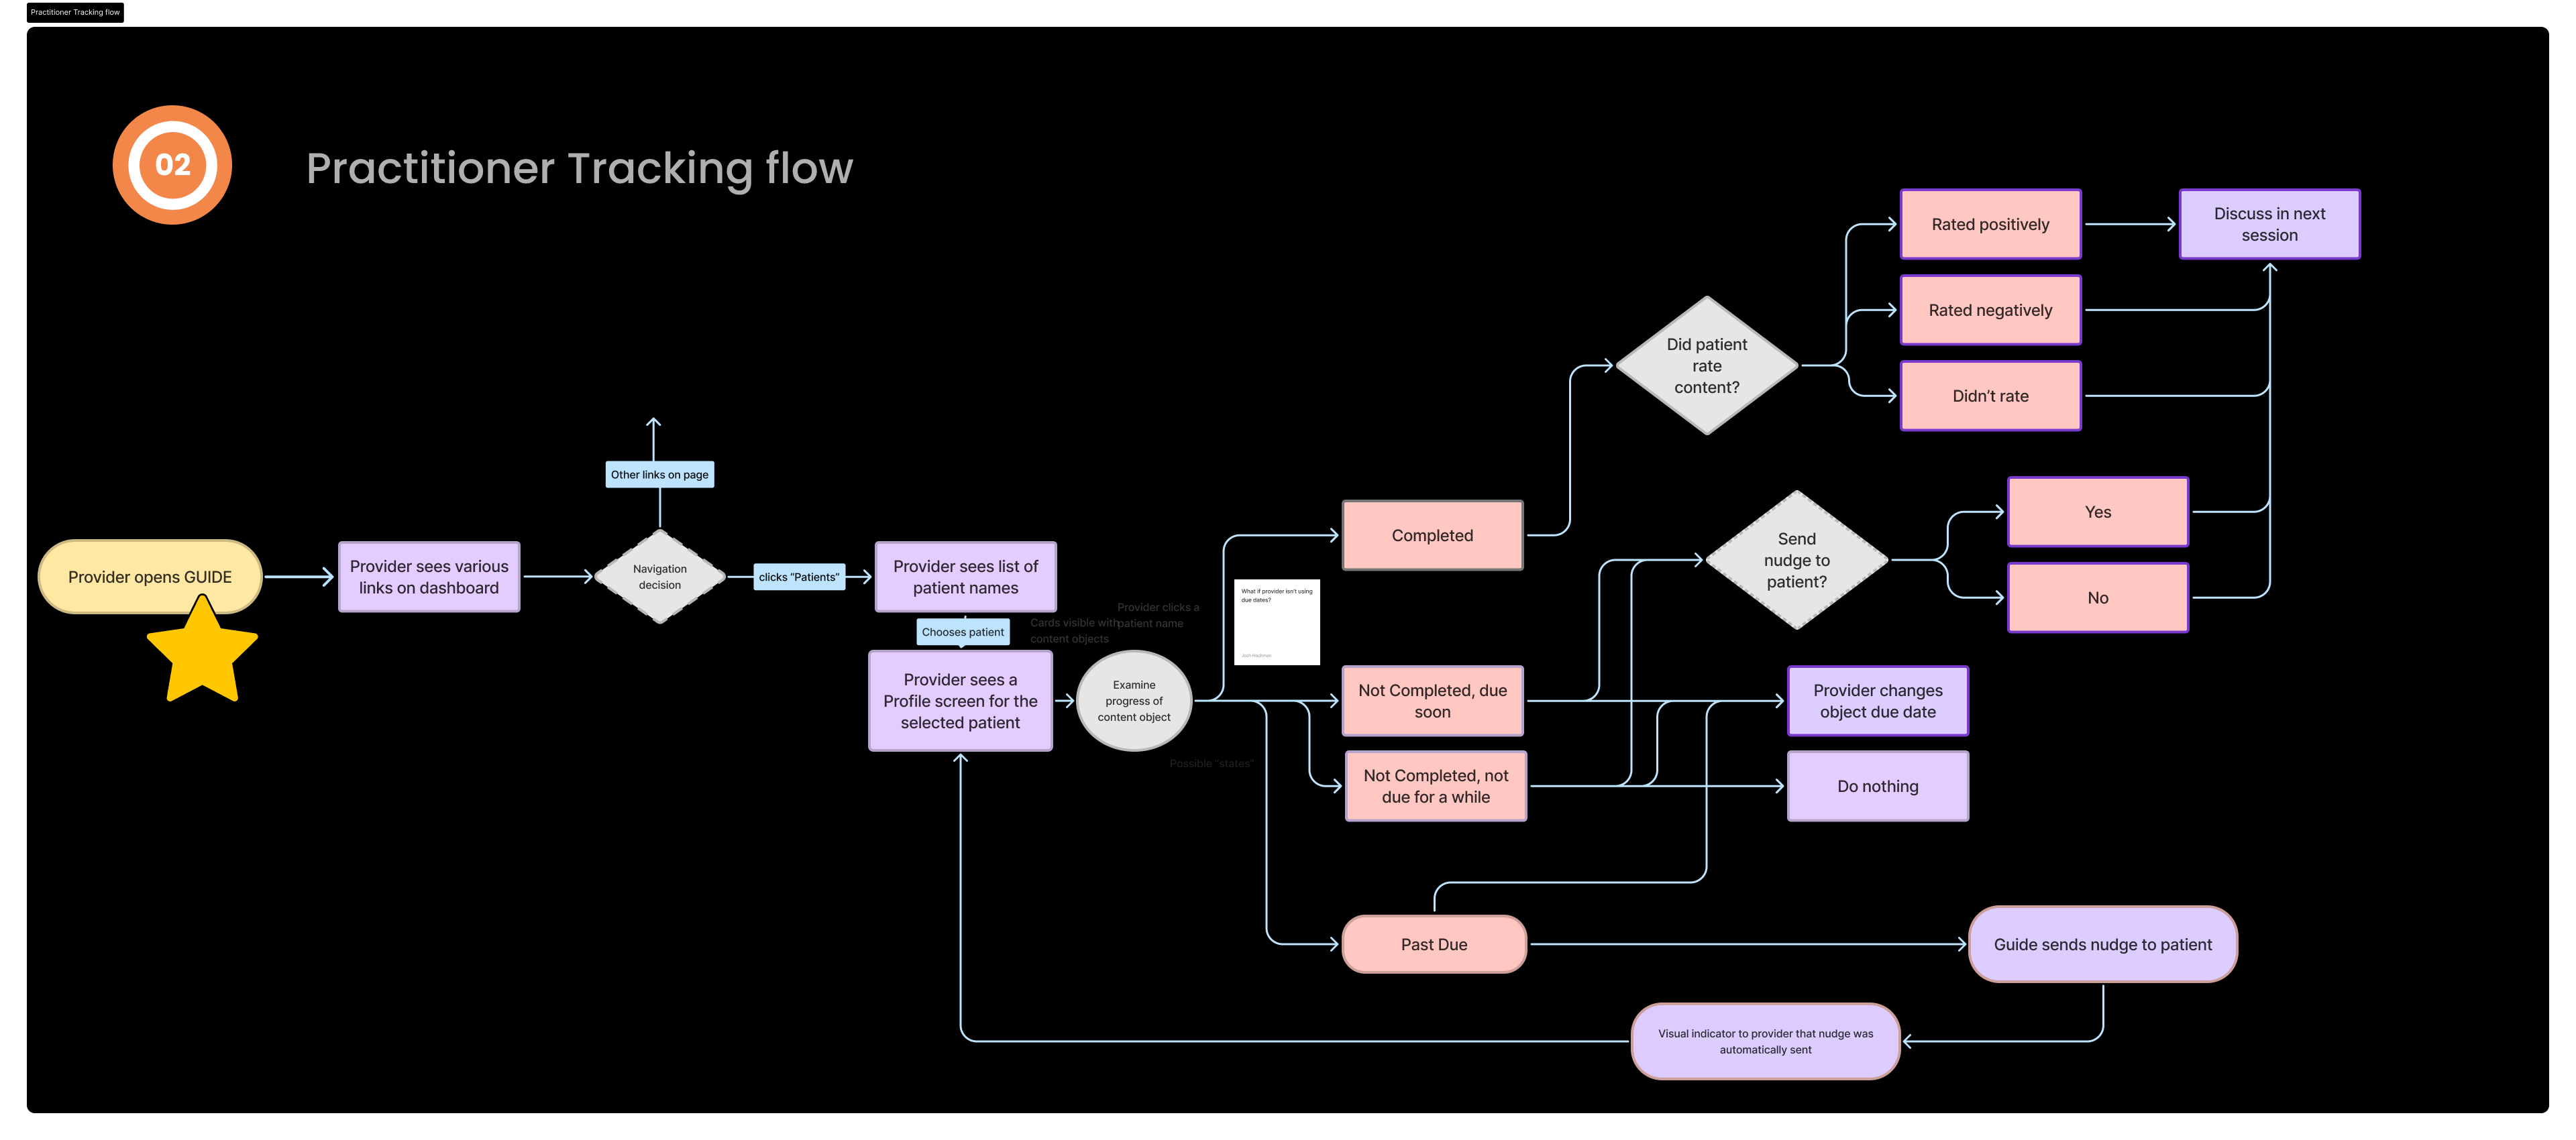 Practitioner Tracking flow
02
Practitioner Tracking flow
Rated positively
Discuss in next
session
Rated negatively
Did patient
rate
content?
Didn’t rate
Other links on page
Completed
Send
nudge to
patient?
Yes
No
Provider opens GUIDE
Provider sees various
links on dashboard
Navigation
decision
clicks “Patients”
Provider sees list of
patient names
Chooses patient
Cards visible with
content objects
Provider clicks a
patient name
What if provider isn't using
due dates?
Josh Hockman
Provider sees a
Profile screen for the
selected patient
Examine
progress of
content object
Possible “states”
Not Completed, due
soon
Provider changes
object due date
Not Completed, not
due for a while
Do nothing
Past Due
Guide sends nudge to patient
Visual indicator to provider that nudge was
automatically sent